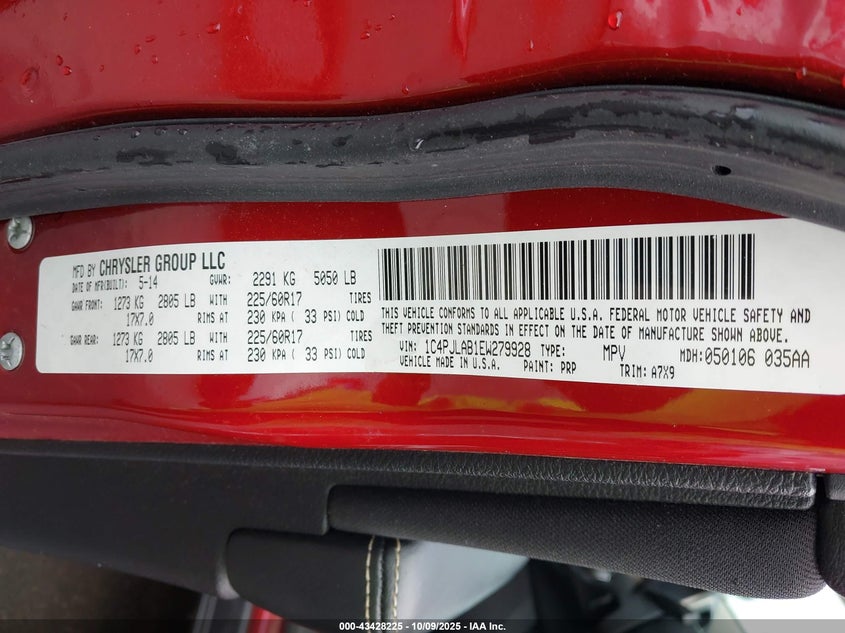 MFD BY CHRYSLER GROUP LLC
DATE OF MFR(BUILT): 5-14 GVWR: 2291 KG 5050 LB
GAWR FRONT: 1273 KG 2805 LB WITH 225/60R17 TIRES
17X7.0 RIMS AT 230 KPA ( 33 PSI) COLD
GAWR REAR: 1273 KG 2805 LB WITH 225/60R17 TIRES
17X7.0 RIMS AT 230 KPA ( 33 PSI) COLD
THIS VEHICLE CONFORMS TO ALL APPLICABLE U.S.A. FEDERAL MOTOR VEHICLE SAFETY AND
THEFT PREVENTION STANDARDS IN EFFECT ON THE DATE OF MANUFACTURE SHOWN ABOVE.
VIN: 1C4PJLAB1EW279928 TYPE: MPV MDH:050106 035AA
VEHICLE MADE IN U.S.A. PAINT: PRP TRIM: A7X9
000-43428225 - 10/09/2025 - IAA Inc.